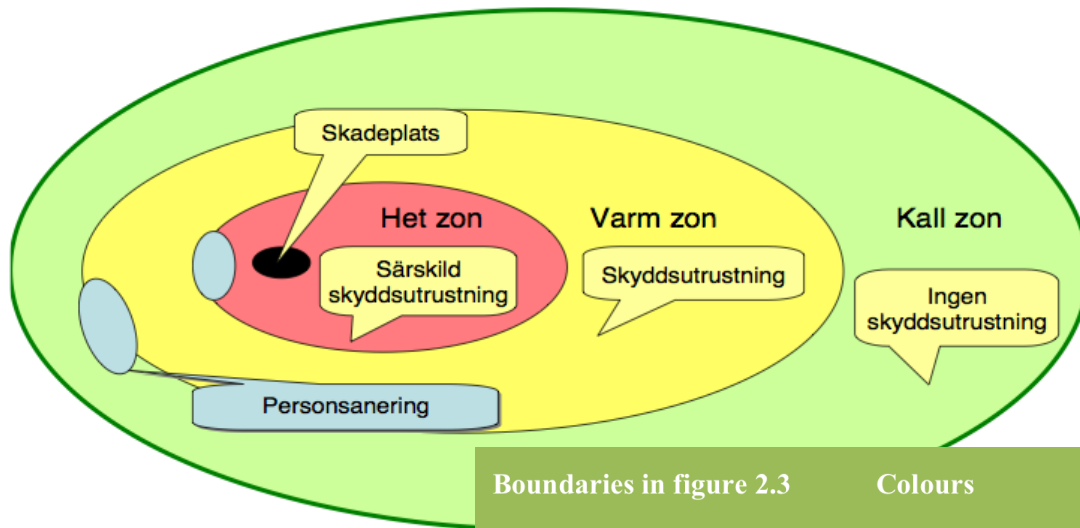 Skadeplats
Het zon
Varm zon
Kall zon
Särskild
skyddsutrustning
Skyddsutrustning
Ingen
skyddsutrustning
Personsanering
Boundaries in figure 2.3 Colours